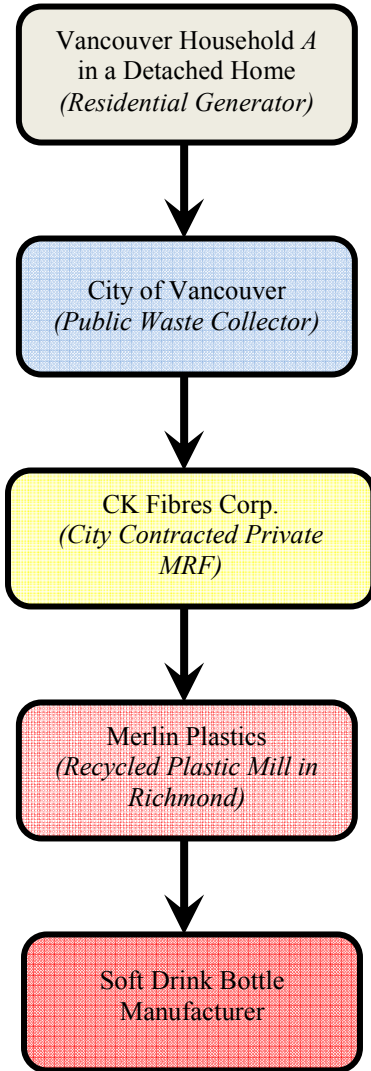 Vancouver Household A
in a Detached Home
(Residential Generator)
City of Vancouver
(Public Waste Collector)
CK Fibres Corp.
(City Contracted Private
MRF)
Merlin Plastics
(Recycled Plastic Mill in
Richmond)
Soft Drink Bottle
Manufacturer